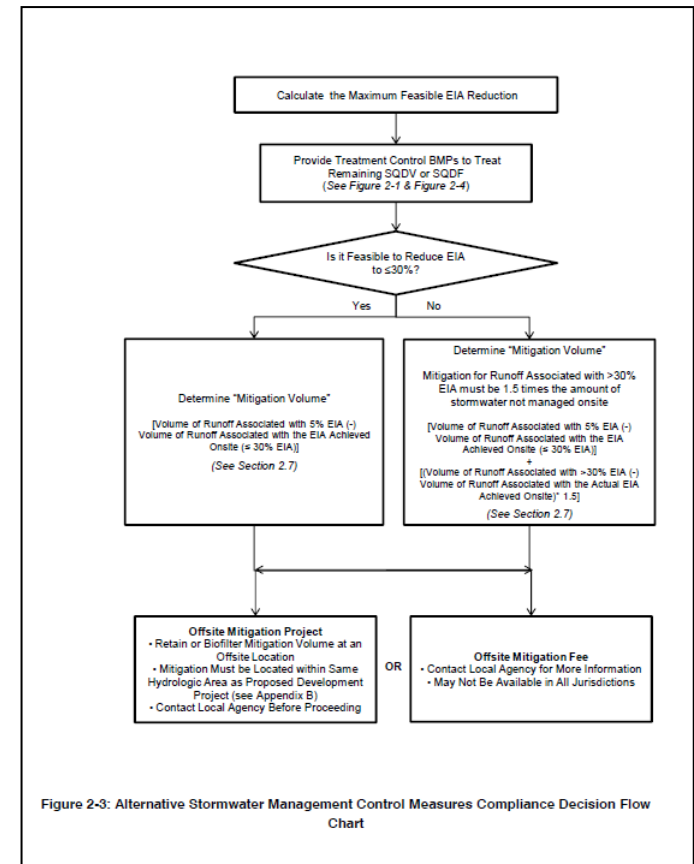 Calculate the Maximum Feasible EIA Reduction
Provide Treatment Control BMPs to Treat
Remaining SQDV or SQDF
(See Figure 2-1 & Figure 2-4)
Is it Feasible to Reduce EIA
to ≤30%?
Yes
No
Determine "Mitigation Volume"
[Volume of Runoff Associated with 5% EIA (-)
Volume of Runoff Associated with the EIA Achieved
Onsite (≤ 30% EIA)]
(See Section 2.7)
Determine "Mitigation Volume"
Mitigation for Runoff Associated with >30%
EIA must be 1.5 times the amount of
stormwater not managed onsite
[Volume of Runoff Associated with 5% EIA (-)
Volume of Runoff Associated with the EIA
Achieved Onsite (≤ 30% EIA)]
+
[(Volume of Runoff Associated with >30% EIA (-)
Volume of Runoff Associated with the Actual EIA
Achieved Onsite)* 1.5]
(See Section 2.7)
Offsite Mitigation Project
• Retain or Biofilter Mitigation Volume at an
Offsite Location
• Mitigation Must be Located within Same
Hydrologic Area as Proposed Development
Project (see Appendix B)
• Contact Local Agency Before Proceeding
OR
Offsite Mitigation Fee
• Contact Local Agency for More Information
• May Not Be Available in All Jurisdictions
Figure 2-3: Alternative Stormwater Management Control Measures Compliance Decision Flow
Chart